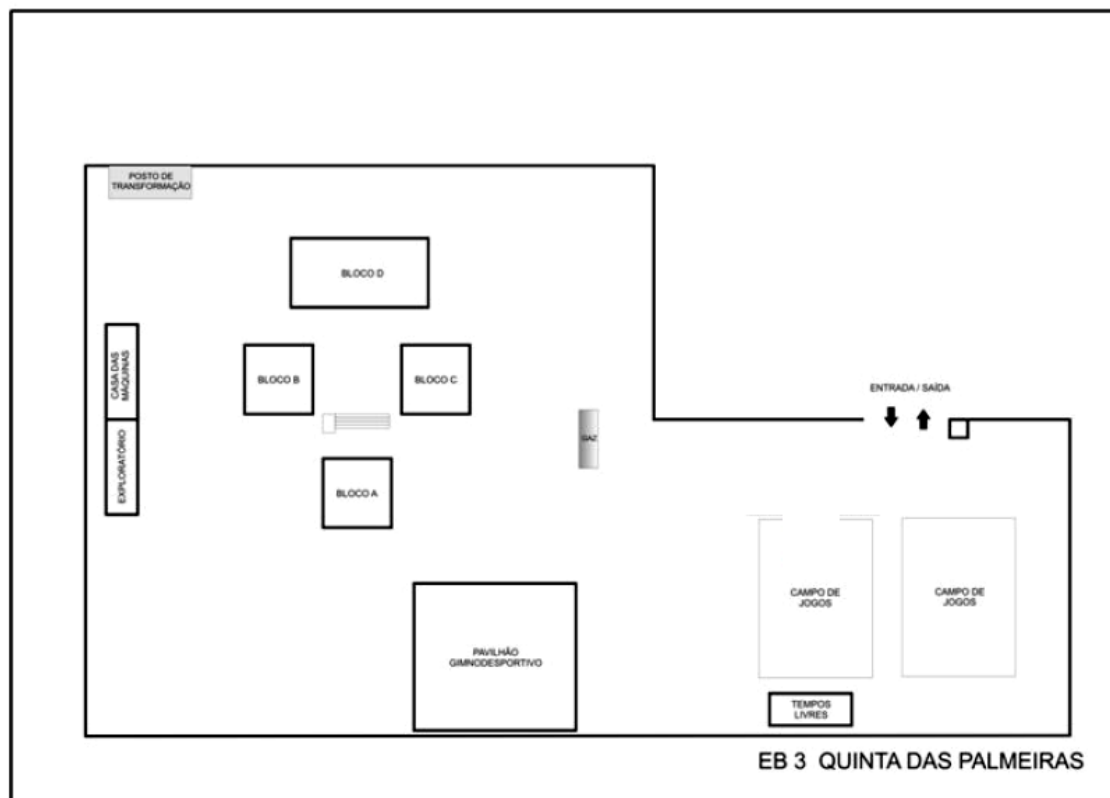 POSTO DE
TRANSFORMAÇÃO
BLOCO D
CASA DAS
MÁQUINAS
BLOCO B
BLOCO C
ENTRADA / SAÍDA
EXPLORATÓRIO
GAZ
BLOCO A
CAMPO DE
JOGOS
CAMPO DE
JOGOS
PAVILHÃO
GIMNODESPORTIVO
TEMPOS
LIVRES
EB 3 QUINTA DAS PALMEIRAS